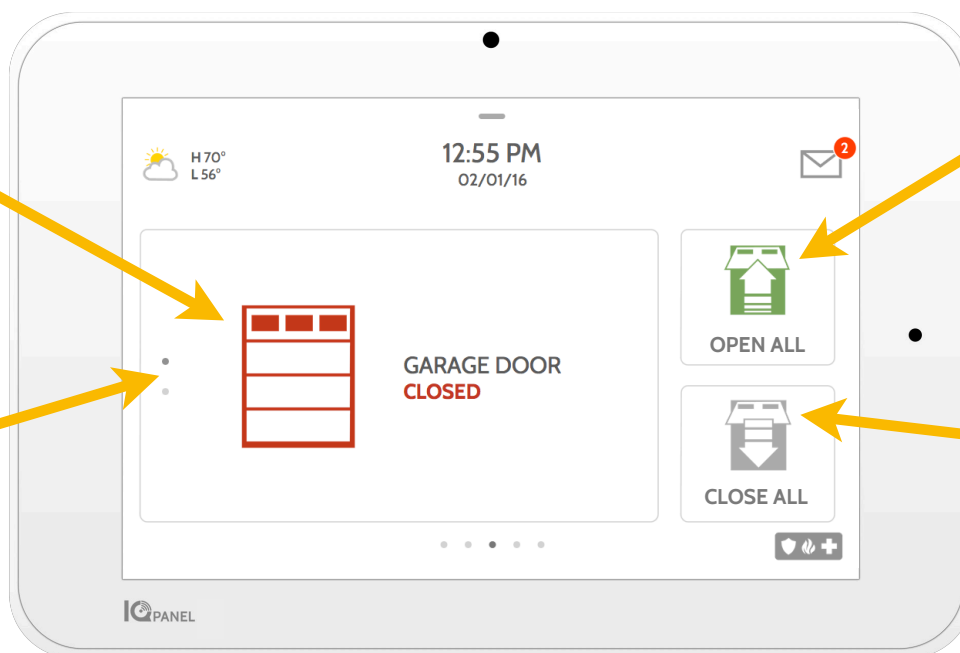 12:55 PM
02/01/16
H 70°
L 56°
2
GARAGE DOOR
CLOSED
OPEN ALL
CLOSE ALL
IQ PANEL